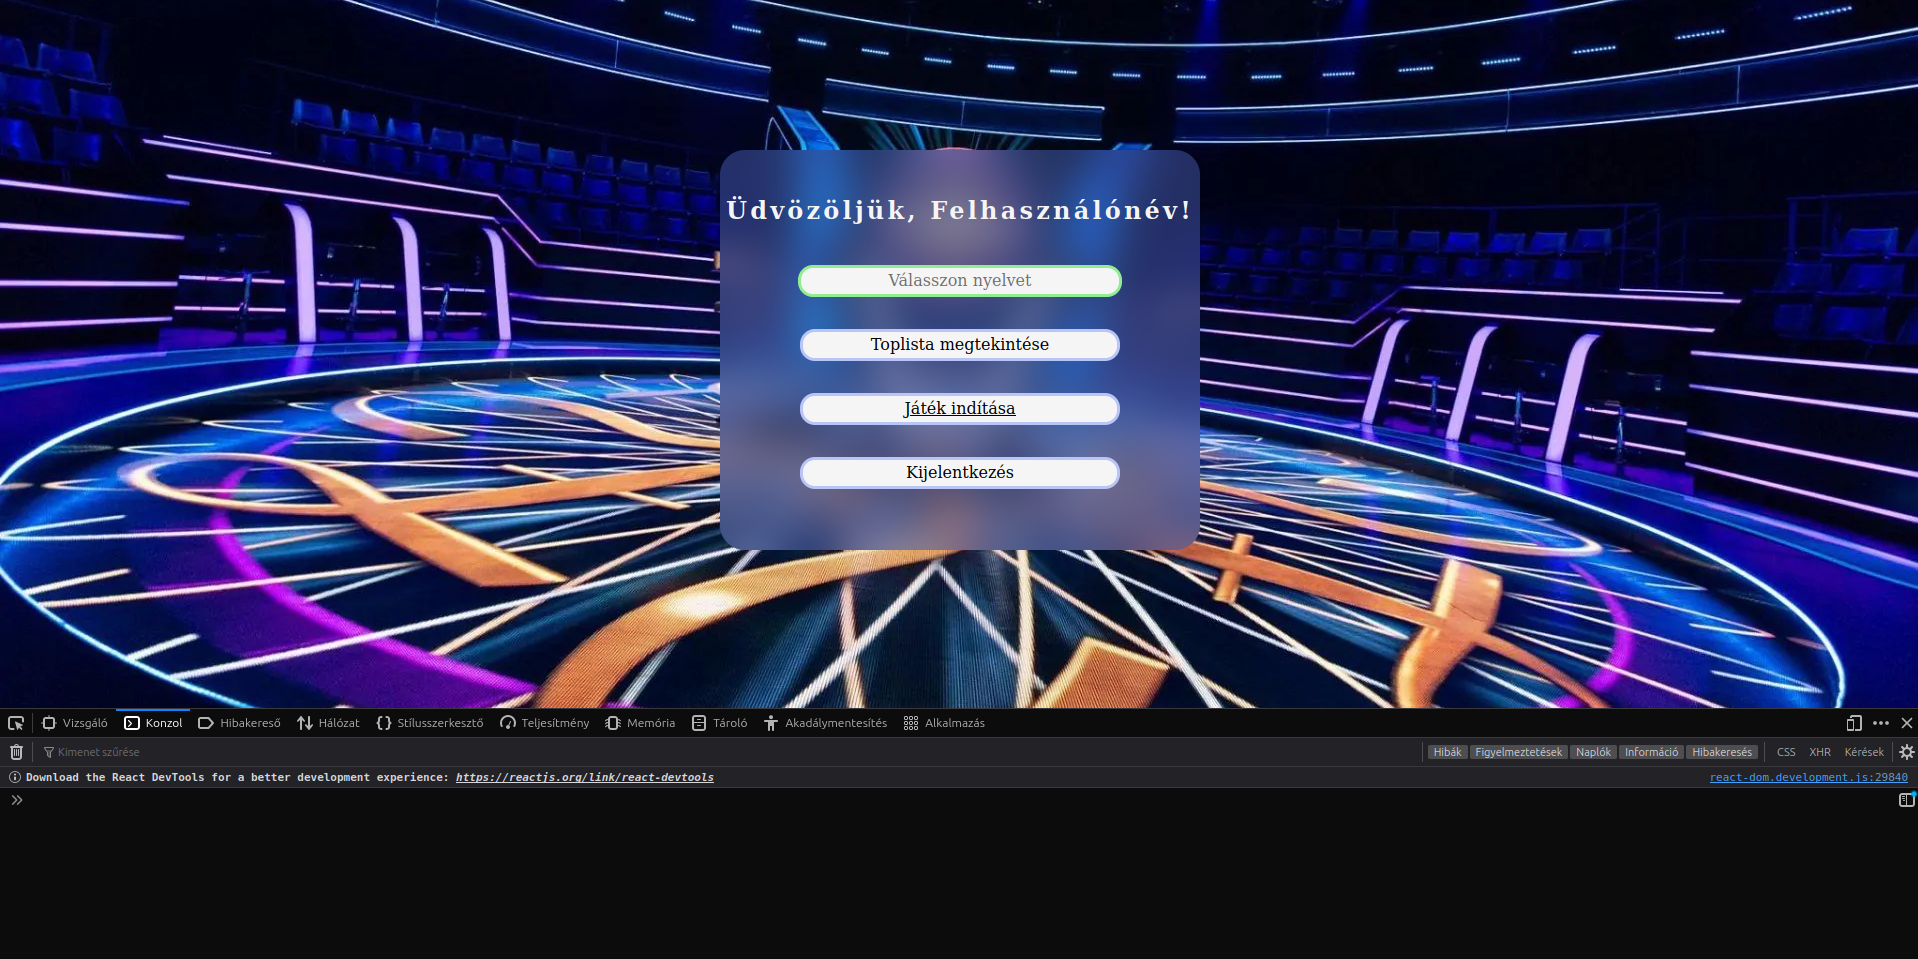 Üdvözöljük, Felhasználónév!
Válasszon nyelvet
Toplista megtekintése
Játék indítása
Kijelentkezés
Vizsgáló Konzol Hibakereső Hálózat Stílusszerkesztő Teljesítmény Memória Tároló Akadálymentesítés Alkalmazás
Kimenet szűrése Hibák Figyelmeztetések Naplók Információ Hibakeresés CSS XHR Kérések
Download the React DevTools for a better development experience: https://reactjs.org/link/react-devtools react-dom.development.js:29840